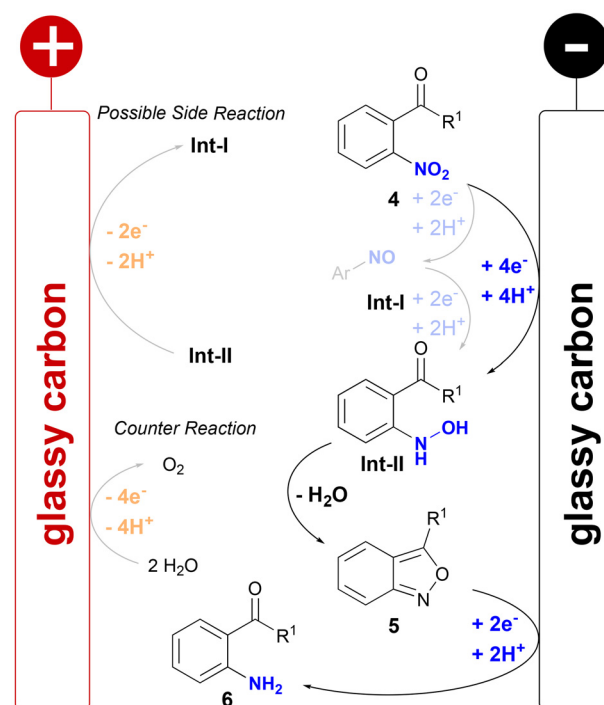 +
-
Possible Side Reaction
Int-I
- 2e⁻
- 2H⁺
Int-II
Counter Reaction
O₂
- 4e⁻
- 4H⁺
2 H₂O
glassy carbon
O
R¹
NO₂
4
+ 2e⁻
+ 2H⁺
Ar NO
Int-I
+ 2e⁻
+ 2H⁺
+ 4e⁻
+ 4H⁺
O
R¹
N OH
H
Int-II
- H₂O
R¹
O
N
5
+ 2e⁻
+ 2H⁺
O
R¹
NH₂
6
glassy carbon